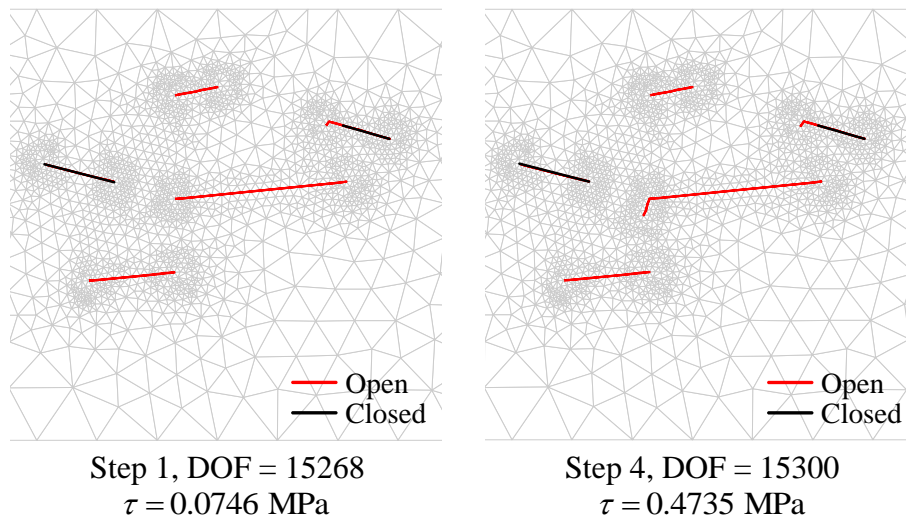 Open
Closed
Step 1, DOF = 15268
τ = 0.0746 MPa
Open
Closed
Step 4, DOF = 15300
τ = 0.4735 MPa